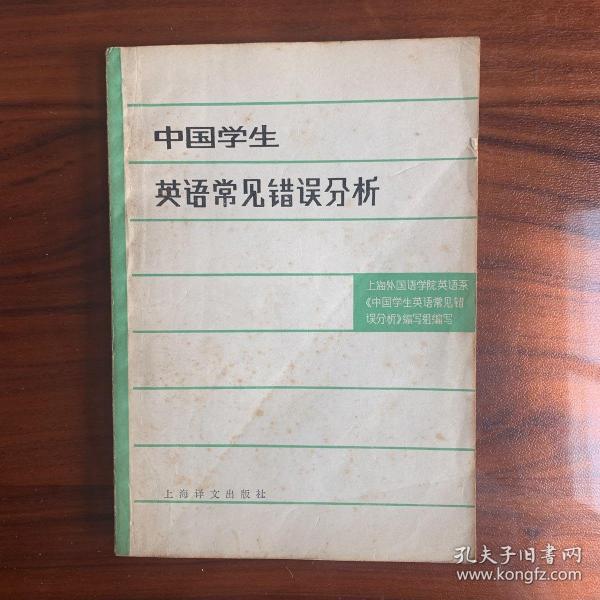 中国学生
英语常见错误分析
上海外国语学院英语系
《中国学生英语常见错
误分析》编写组编写
上海译文出版社
孔夫子旧书网
www.kongfz.com